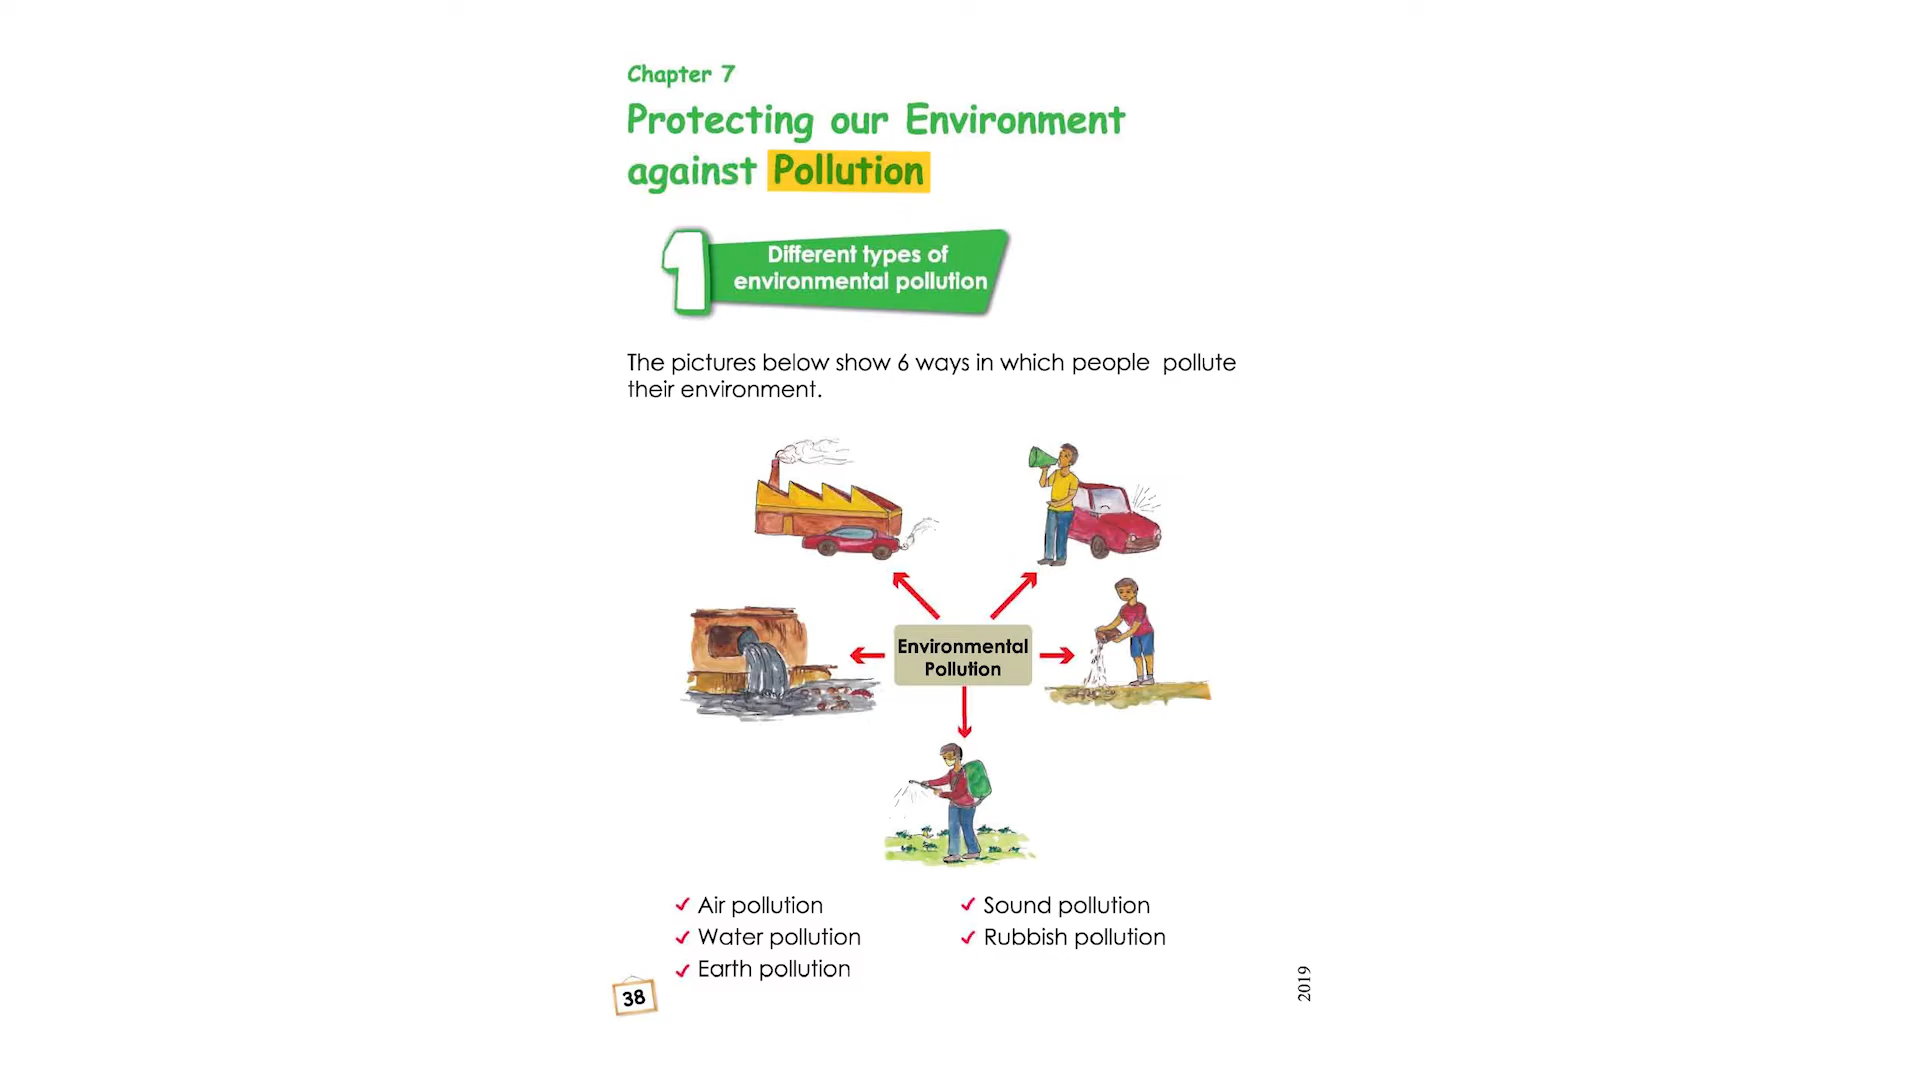 Chapter 7
Protecting our Environment
against Pollution
1
Different types of
environmental pollution
The pictures below show 6 ways in which people pollute
their environment.
Environmental
Pollution
✓ Air pollution
✓ Water pollution
✓ Earth pollution
✓ Sound pollution
✓ Rubbish pollution
38
2019